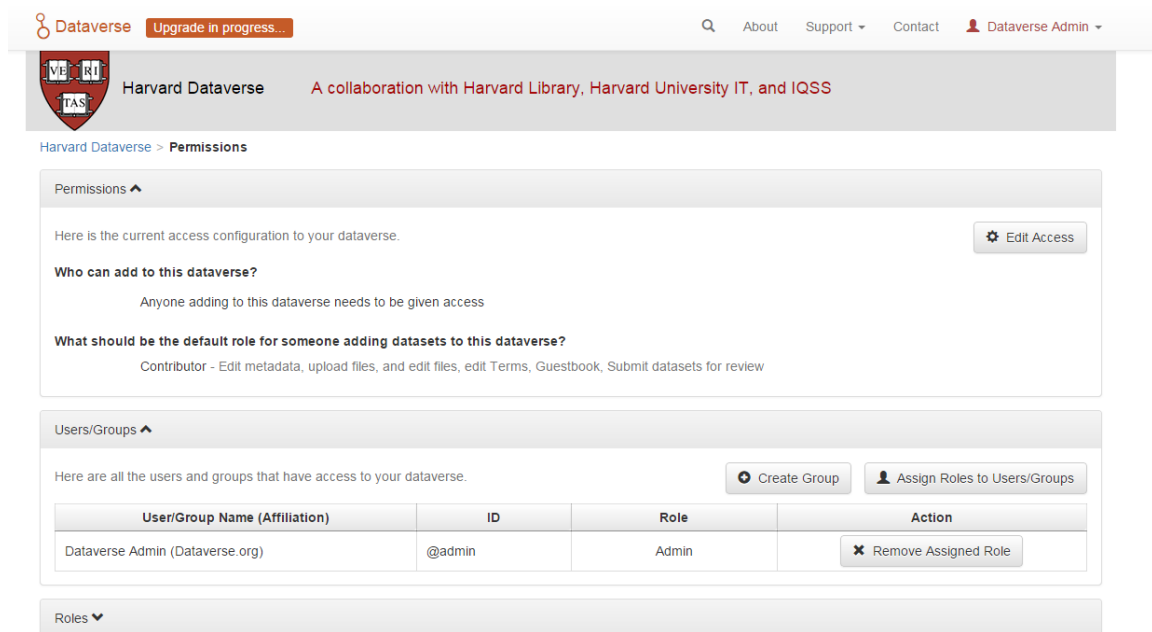 Dataverse Upgrade in progress... About Support Contact Dataverse Admin
VE RI
TAS
Harvard Dataverse A collaboration with Harvard Library, Harvard University IT, and IQSS
Harvard Dataverse > Permissions
Permissions
Here is the current access configuration to your dataverse. Edit Access
Who can add to this dataverse?
Anyone adding to this dataverse needs to be given access
What should be the default role for someone adding datasets to this dataverse?
Contributor - Edit metadata, upload files, and edit files, edit Terms, Guestbook, Submit datasets for review
Users/Groups
Here are all the users and groups that have access to your dataverse. Create Group Assign Roles to Users/Groups
User/Group Name (Affiliation) ID Role Action
Dataverse Admin (Dataverse.org) @admin Admin Remove Assigned Role
Roles